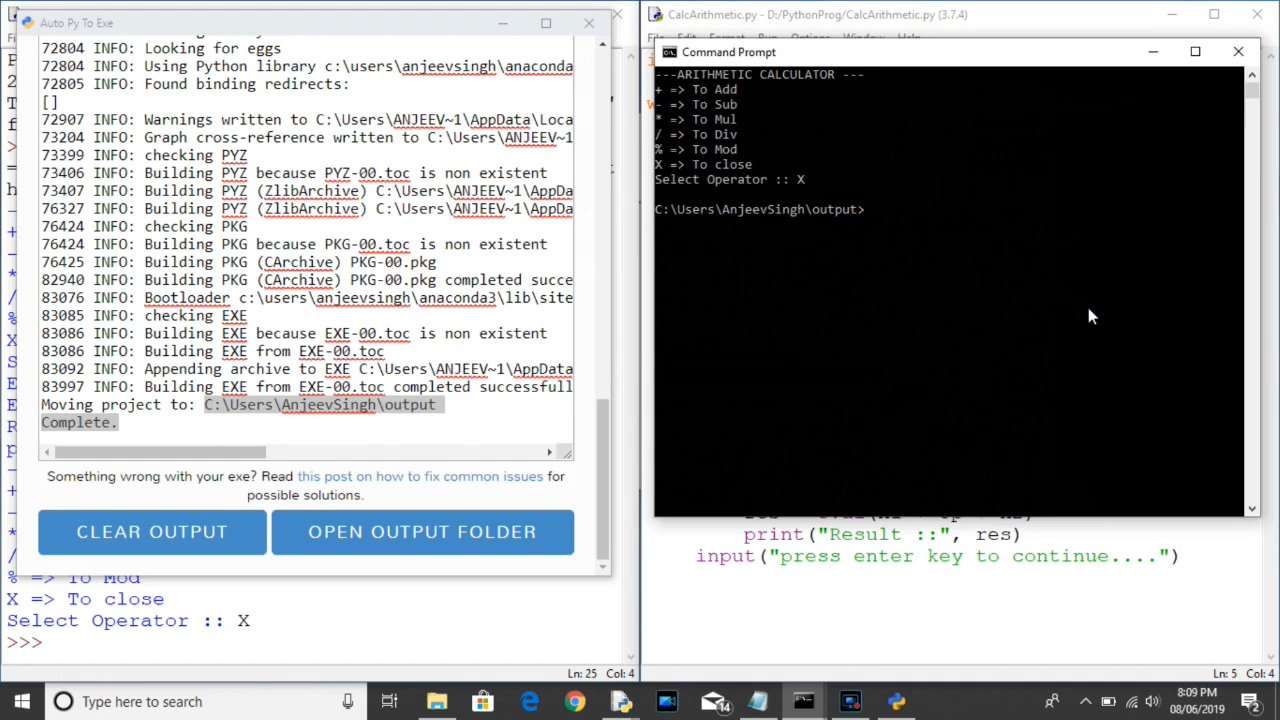 Auto Py To Exe
72804 INFO: Looking for eggs
72804 INFO: Using Python library c:\users\anjeevsingh\anaconda
72805 INFO: Found binding redirects:
[]
72907 INFO: Warnings written to C:\Users\ANJEEV~1\AppData\Loca
73204 INFO: Graph cross-reference written to C:\Users\ANJEEV~1
73399 INFO: checking PYZ
73406 INFO: Building PYZ because PYZ-00.toc is non existent
73407 INFO: Building PYZ (ZlibArchive) C:\Users\ANJEEV~1\AppDa
76327 INFO: Building PYZ (ZlibArchive) C:\Users\ANJEEV~1\AppDa
76424 INFO: checking PKG
76424 INFO: Building PKG because PKG-00.toc is non existent
76425 INFO: Building PKG (CArchive) PKG-00.pkg
82940 INFO: Building PKG (CArchive) PKG-00.pkg completed succe
83076 INFO: Bootloader c:\users\anjeevsingh\anaconda3\lib\site
83085 INFO: checking EXE
83086 INFO: Building EXE because EXE-00.toc is non existent
83086 INFO: Building EXE from EXE-00.toc
83092 INFO: Appending archive to EXE C:\Users\ANJEEV~1\AppData
83997 INFO: Building EXE from EXE-00.toc completed successfull
Moving project to: C:\Users\AnjeevSingh\output
Complete.
Something wrong with your exe? Read this post on how to fix common issues for
possible solutions.
CLEAR OUTPUT
OPEN OUTPUT FOLDER
% => To Mod
X => To close
Select Operator :: X
>>>
Ln: 25 Col: 4
CalcArithmetic.py - D:/PythonProg/CalcArithmetic.py (3.7.4)
Command Prompt
---ARITHMETIC CALCULATOR ---
+ => To Add
- => To Sub
* => To Mul
/ => To Div
% => To Mod
X => To close
Select Operator :: X
C:\Users\AnjeevSingh\output>
print("Result ::", res)
input("press enter key to continue....")
Ln: 5 Col: 4
Type here to search
14
8:09 PM
08/06/2019
2